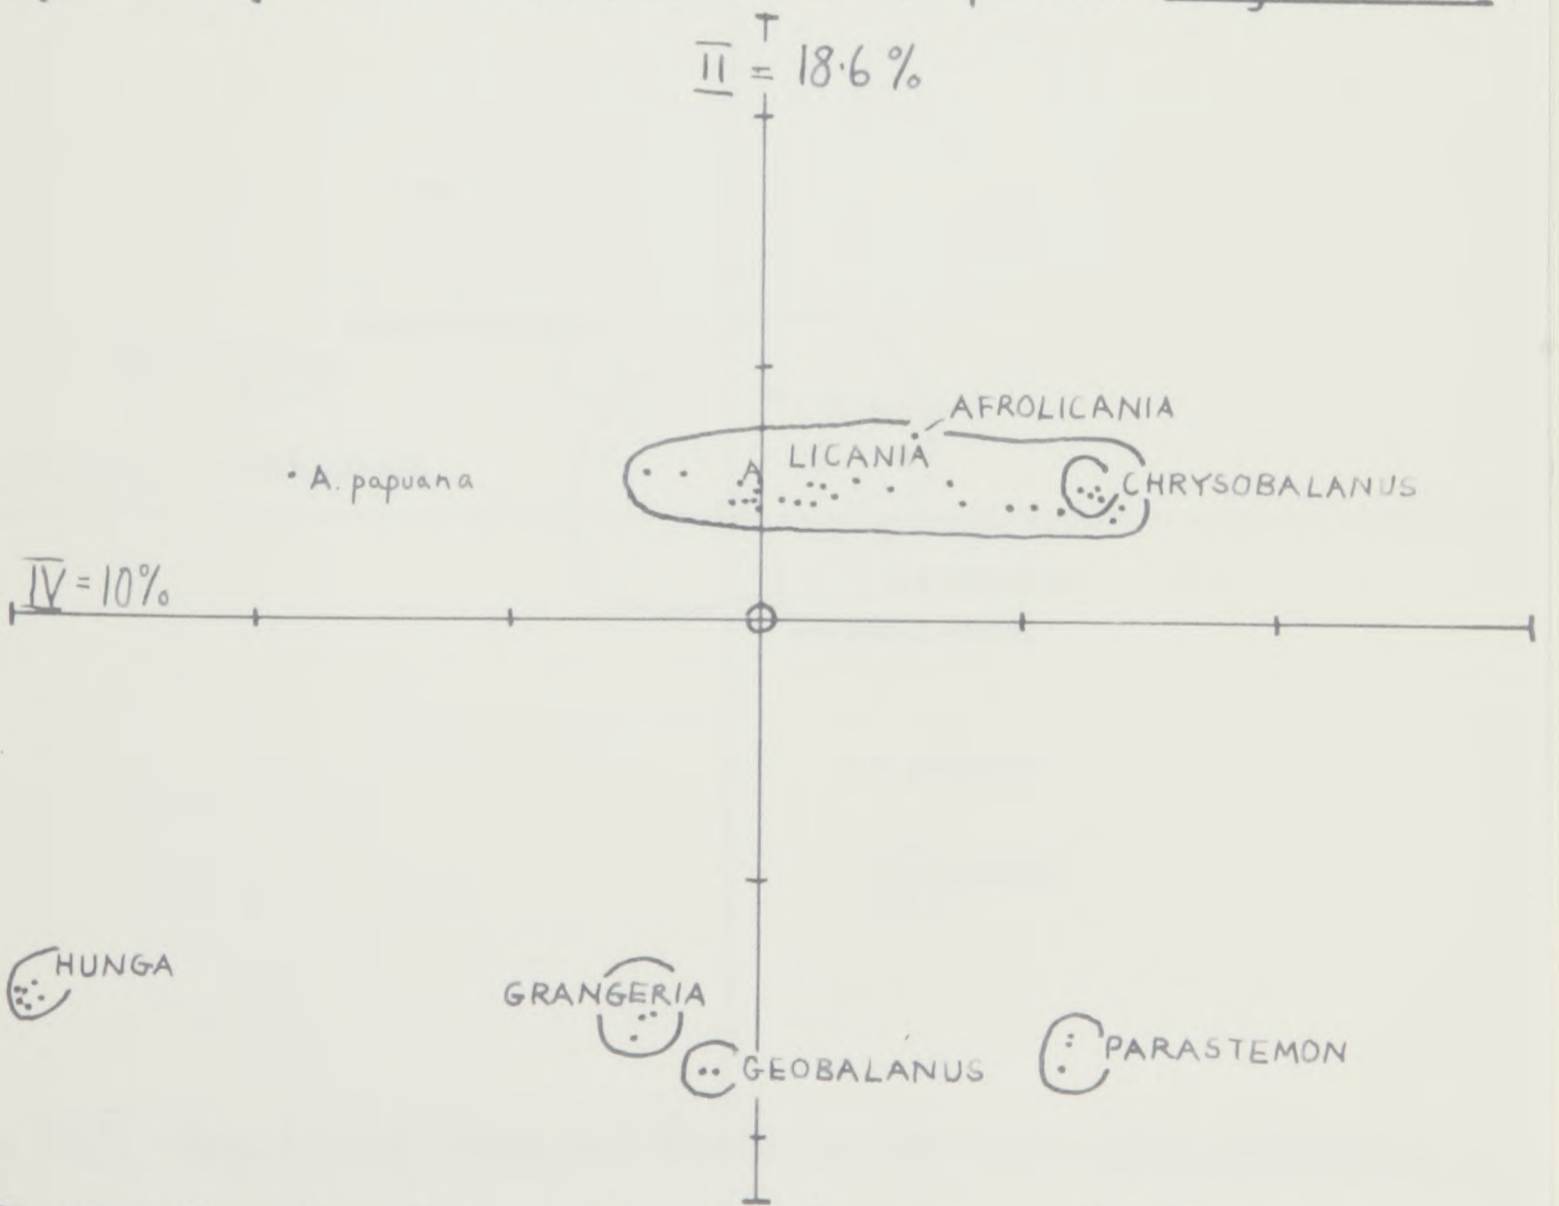 II = 18·6 %
AFROLICANIA
A LICANIA
A. papuana
CHRYSOBALANUS
IV = 10%
HUNGA
GRANGERIA
GEOBALANUS
PARASTEMON